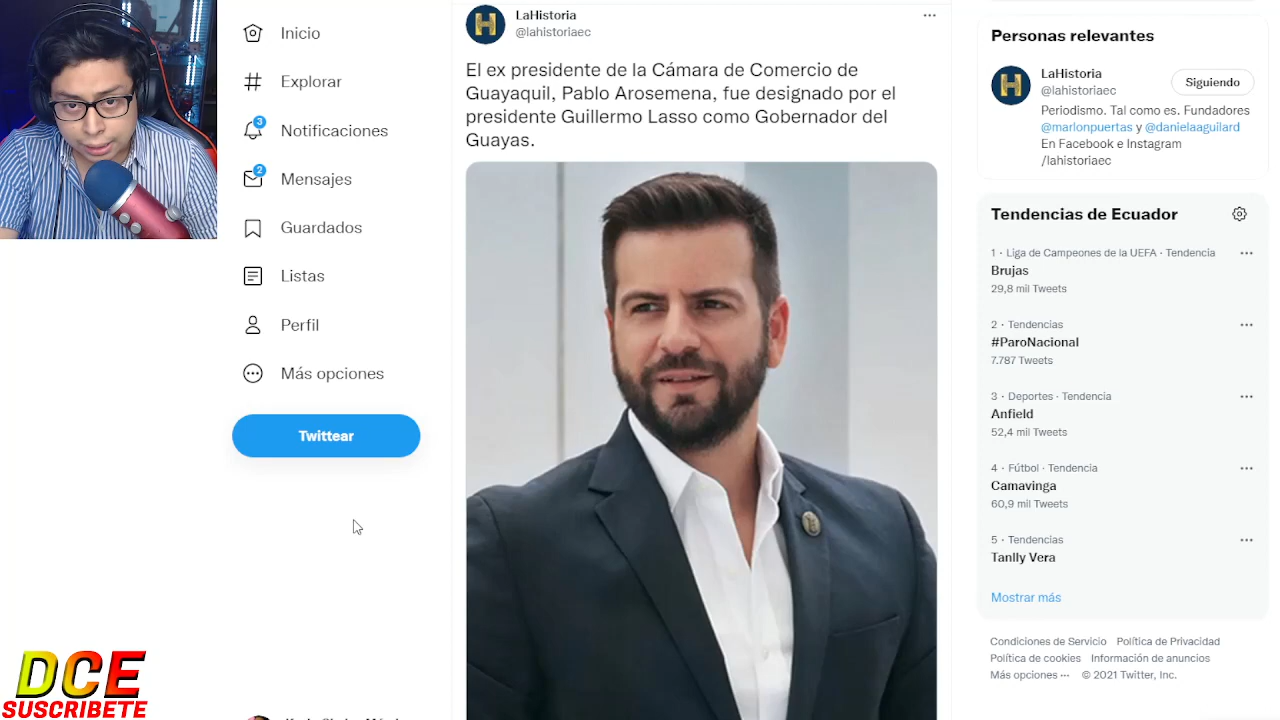 Inicio
Explorar
3
Notificaciones
2
Mensajes
Guardados
Listas
Perfil
Más opciones
Twittear
DCE
SUSCRIBETE
H
LaHistoria
@lahistoriaec
El ex presidente de la Cámara de Comercio de
Guayaquil, Pablo Arosemena, fue designado por el
presidente Guillermo Lasso como Gobernador del
Guayas.
Personas relevantes
H
LaHistoria
@lahistoriaec
Siguiendo
Periodismo. Tal como es. Fundadores
@marlonpuertas y @danielaaguilard
En Facebook e Instagram
/lahistoriaec
Tendencias de Ecuador
1 · Liga de Campeones de la UEFA · Tendencia
Brujas
29,8 mil Tweets
2 · Tendencias
#ParoNacional
7.787 Tweets
3 · Deportes · Tendencia
Anfield
52,4 mil Tweets
4 · Fútbol · Tendencia
Camavinga
60,9 mil Tweets
5 · Tendencias
Tanlly Vera
Mostrar más
Condiciones de Servicio Política de Privacidad
Política de cookies Información de anuncios
Más opciones ··· © 2021 Twitter, Inc.